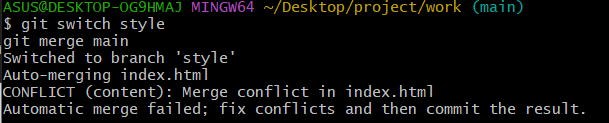 ASUS@DESKTOP-OG9HMAJ MINGW64 ~/Desktop/project/work (main)
$ git switch style
git merge main
Switched to branch 'style'
Auto-merging index.html
CONFLICT (content): Merge conflict in index.html
Automatic merge failed; fix conflicts and then commit the result.